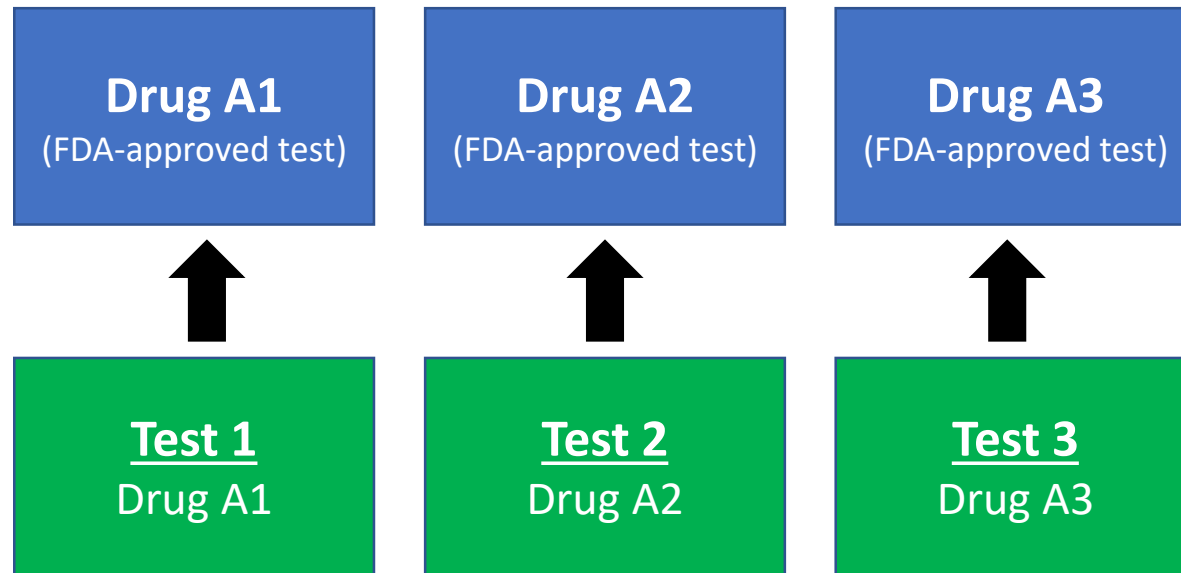 Drug A1
(FDA-approved test)
Drug A2
(FDA-approved test)
Drug A3
(FDA-approved test)
Test 1
Drug A1
Test 2
Drug A2
Test 3
Drug A3